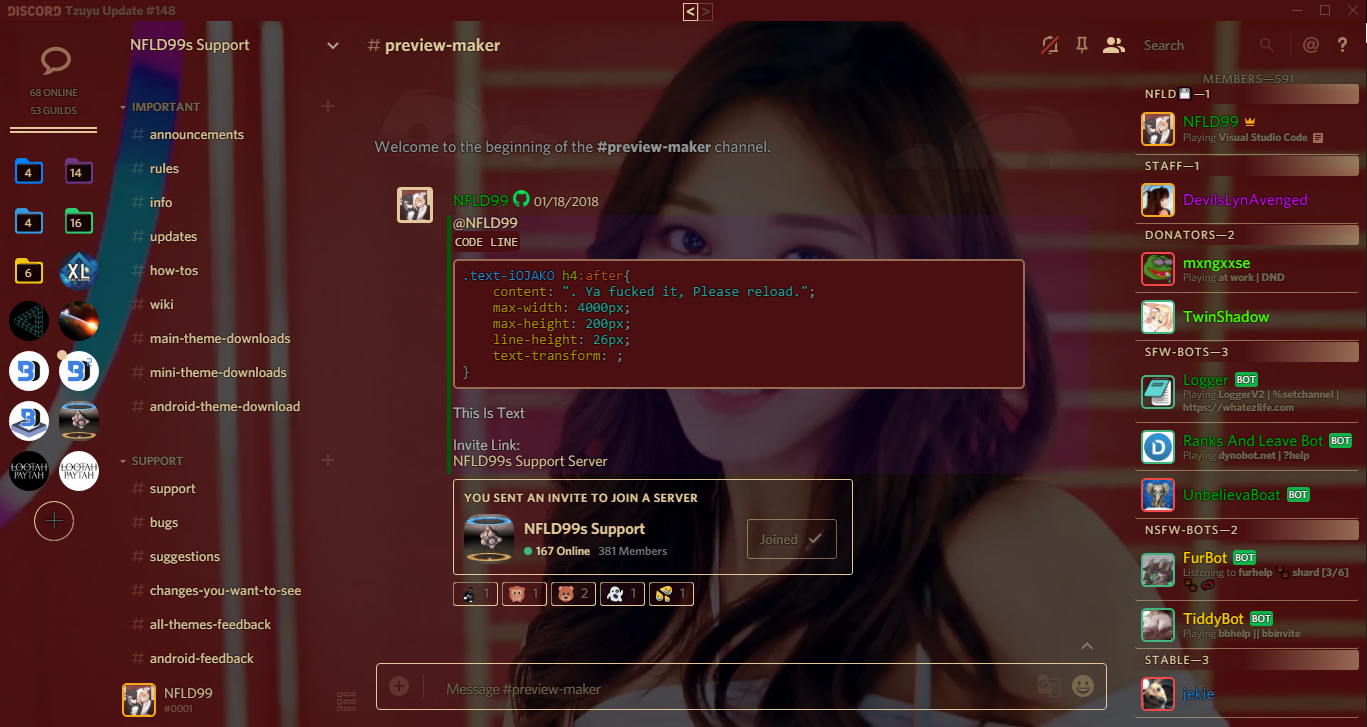 DISCORD Tzuyu Update #148
< >
NFLD99s Support
# preview-maker
Search
@ ?
68 ONLINE
53 GUILDS
4
14
4
16
6
XL
LOOTAH
PAYTAH
LOOTAH
PAYTAH
IMPORTANT
# announcements
# rules
# info
# updates
# how-tos
# wiki
# main-theme-downloads
# mini-theme-downloads
# android-theme-download
SUPPORT
# support
# bugs
# suggestions
# changes-you-want-to-see
# all-themes-feedback
# android-feedback
NFLD99
#0001
Welcome to the beginning of the #preview-maker channel.
NFLD99 01/18/2018
@NFLD99
CODE LINE
.text-iOJAKO h4:after{
content: ". Ya fucked it, Please reload.";
max-width: 4000px;
max-height: 200px;
line-height: 26px;
text-transform: ;
}
This Is Text
Invite Link:
NFLD99s Support Server
YOU SENT AN INVITE TO JOIN A SERVER
NFLD99s Support
167 Online 381 Members
Joined
1 1 2 1 1
Message #preview-maker
MEMBERS—591
NFLD💾—1
NFLD99
Playing Visual Studio Code
STAFF—1
DevilsLynAvenged
DONATORS—2
mxngxxse
Playing at work | DND
TwinShadow
SFW-BOTS—3
Logger BOT
Playing LoggerV2 | %setchannel |
https://whatezlife.com
Ranks And Leave Bot BOT
Playing dynobot.net | ?help
UnbelievaBoat BOT
NSFW-BOTS—2
FurBot BOT
Listening to furhelp 🐾 shard [3/6]
TiddyBot BOT
Playing bbhelp || bbinvite
STABLE—3
jekie